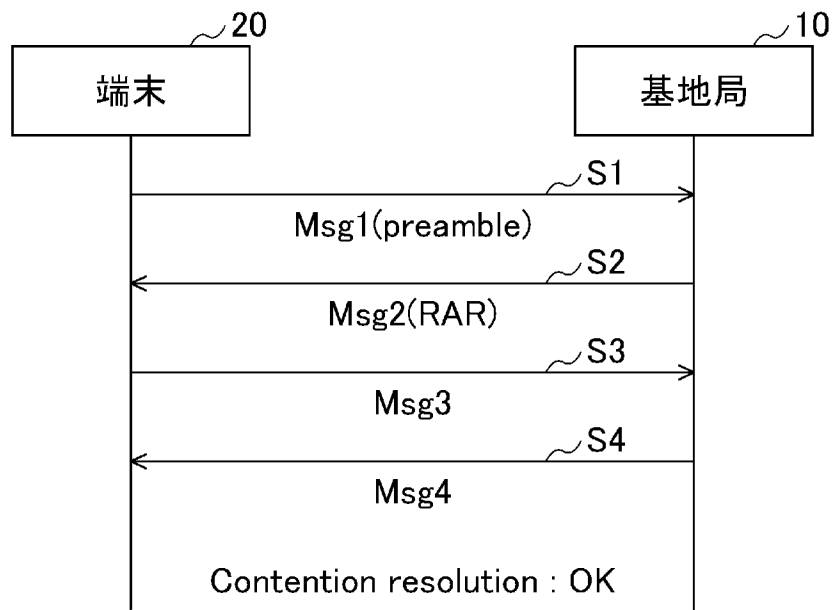 20
10
端末
基地局
S1
Msg1(preamble)
S2
Msg2(RAR)
S3
Msg3
S4
Msg4
Contention resolution : OK